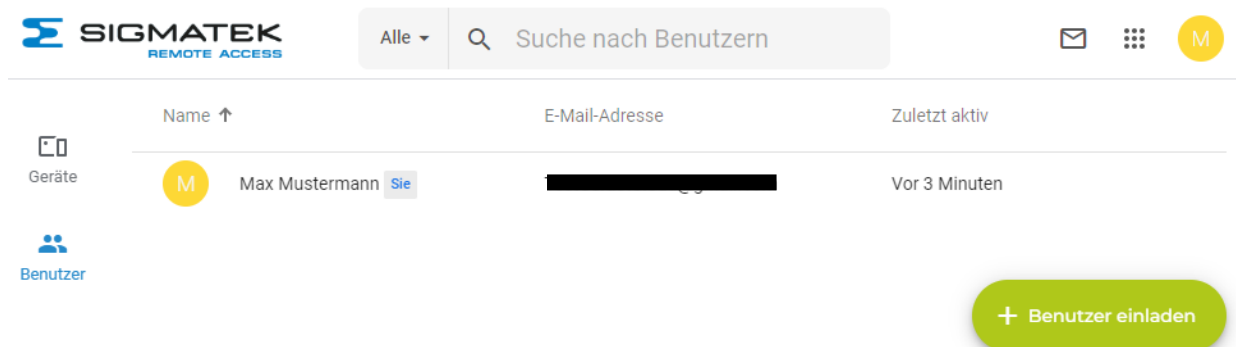 SIGMATEK
REMOTE ACCESS
Alle
Suche nach Benutzern
M
Name
E-Mail-Adresse
Zuletzt aktiv
Geräte
M
Max Mustermann Sie
Vor 3 Minuten
Benutzer
+ Benutzer einladen